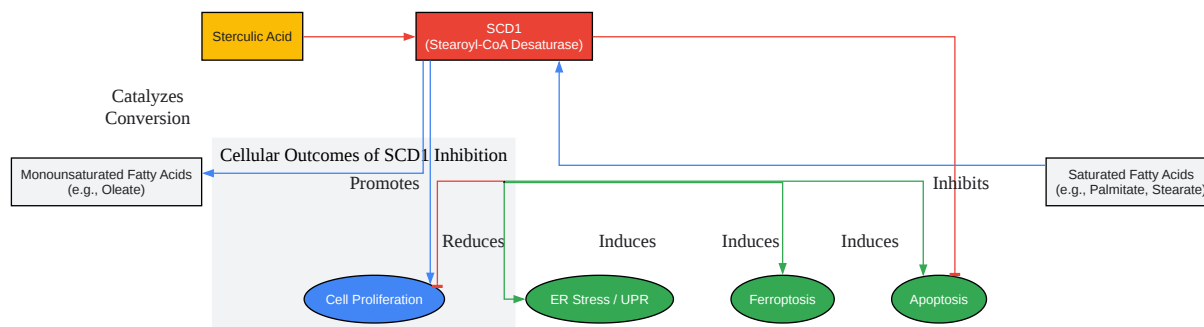 Sterculic Acid
SCD1
(Stearoyl-CoA Desaturase)
Catalyzes
Conversion
Cellular Outcomes of SCD1 Inhibition
Monounsaturated Fatty Acids
(e.g., Oleate)
Promotes
Inhibits
Saturated Fatty Acids
(e.g., Palmitate, Stearate)
Reduces
Induces
Induces
Induces
Cell Proliferation
ER Stress / UPR
Ferroptosis
Apoptosis